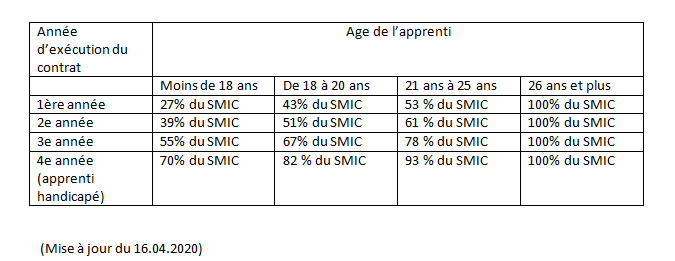 Année
d'exécution du
contrat
Age de l'apprenti
Moins de 18 ans De 18 à 20 ans 21 ans à 25 ans 26 ans et plus
1ère année 27% du SMIC 43% du SMIC 53 % du SMIC 100% du SMIC
2e année 39% du SMIC 51% du SMIC 61 % du SMIC 100% du SMIC
3e année 55% du SMIC 67% du SMIC 78 % du SMIC 100% du SMIC
4e année 70% du SMIC 82 % du SMIC 93 % du SMIC 100% du SMIC
(apprenti
handicapé)
(Mise à jour du 16.04.2020)